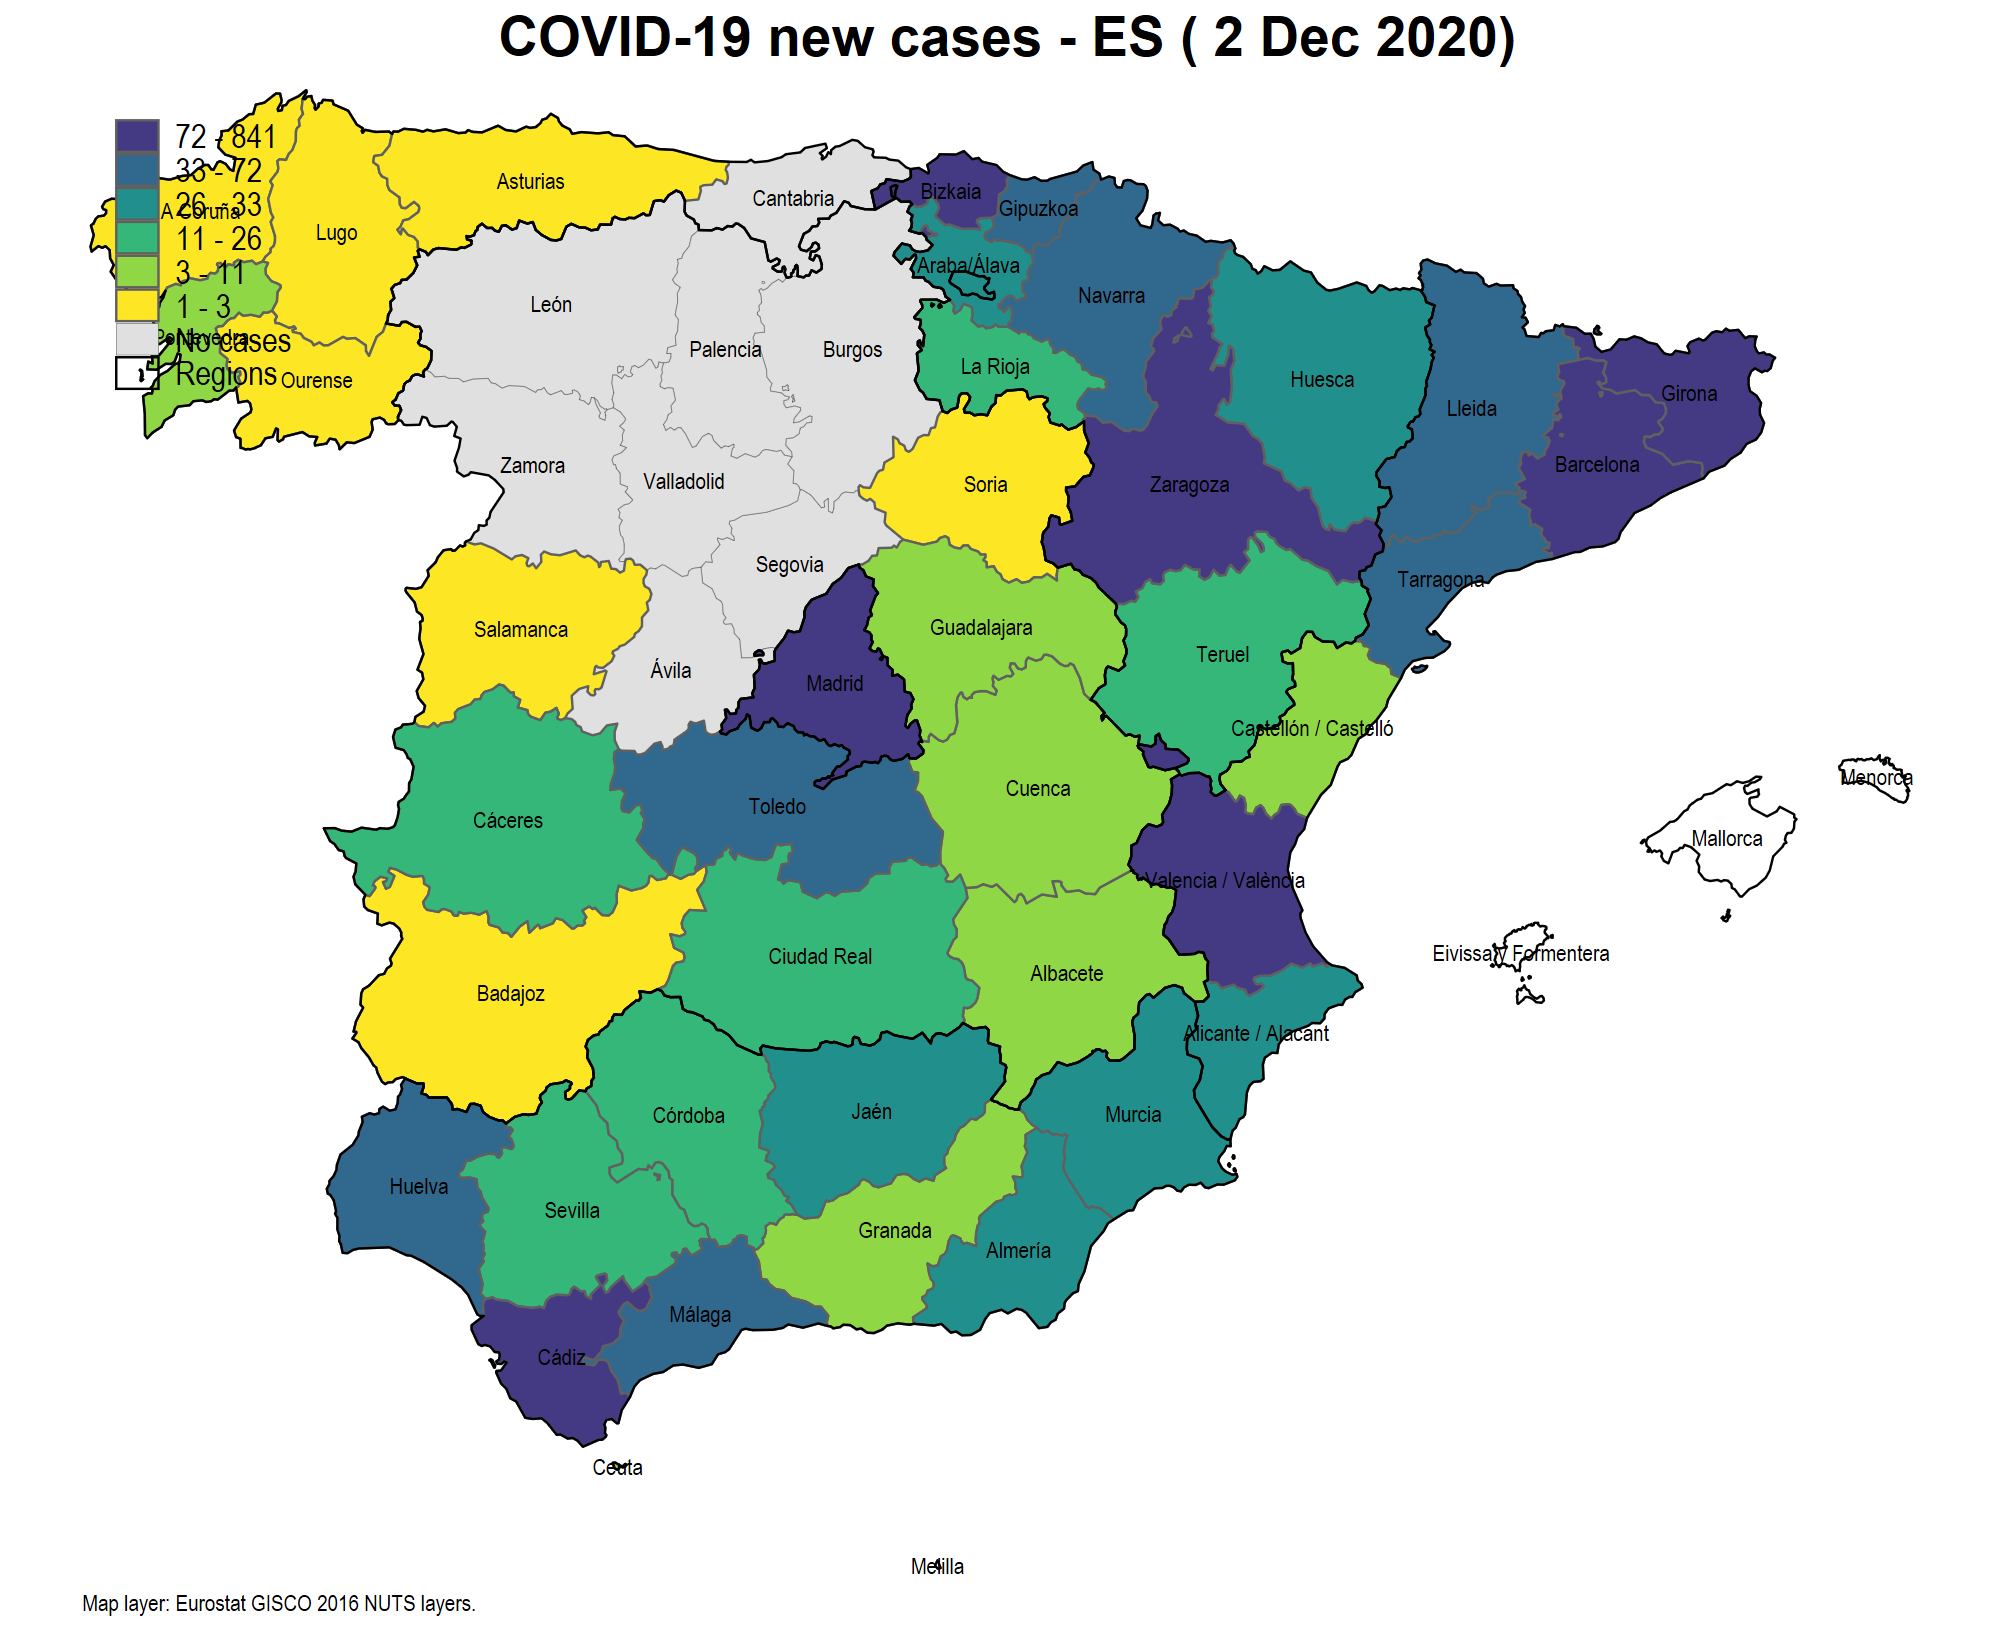 COVID-19 new cases - ES ( 2 Dec 2020)
72 - 841
33 - 72
26 - 33
11 - 26
3 - 11
1 - 3
No cases
Regions
A Coruña
Lugo
Asturias
Cantabria
Bizkaia
Gipuzkoa
Araba/Álava
Navarra
León
Palencia
Burgos
La Rioja
Huesca
Lleida
Girona
Barcelona
Pontevedra
Ourense
Zamora
Valladolid
Soria
Zaragoza
Segovia
Tarragona
Salamanca
Ávila
Madrid
Guadalajara
Teruel
Castellón / Castelló
Menorca
Mallorca
Cáceres
Toledo
Cuenca
Valencia / València
Eivissa y Formentera
Badajoz
Ciudad Real
Albacete
Alicante / Alacant
Córdoba
Jaén
Murcia
Huelva
Sevilla
Granada
Almería
Málaga
Cádiz
Ceuta
Melilla
Map layer: Eurostat GISCO 2016 NUTS layers.